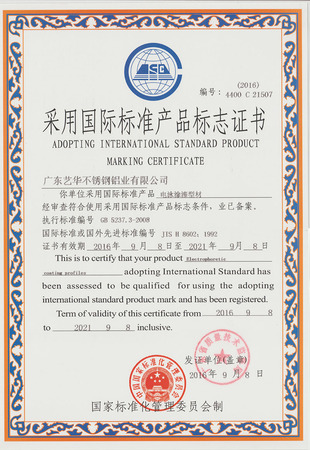 (2016)
编号: 4400 C 21507
采用国际标准产品标志证书
ADOPTING INTERNATIONAL STANDARD PRODUCT
MARKING CERTIFICATE
广东艺华不锈钢铝业有限公司
你单位采用国际标准产品 电泳涂漆型材
经审查符合使用采用国际标准产品标志条件, 业已备案。
执行标准编号 GB 5237.3-2008
国际标准或国外先进标准编号 JIS H 8602: 1992
证书有效期 2016 年 9 月 8 日至 2021 年 9 月 8 日
This is to certify that your product Electrophoretic
coating profiles adopting International Standard has
been assessed to be qualified for using the adopting
international standard product mark and has been registered.
Term of validity of this certificate from 2016 9 8
to 2021 9 8 inclusive.
发证单位(盖章)
2016 年 9 月 8 日
国家标准化管理委员会制